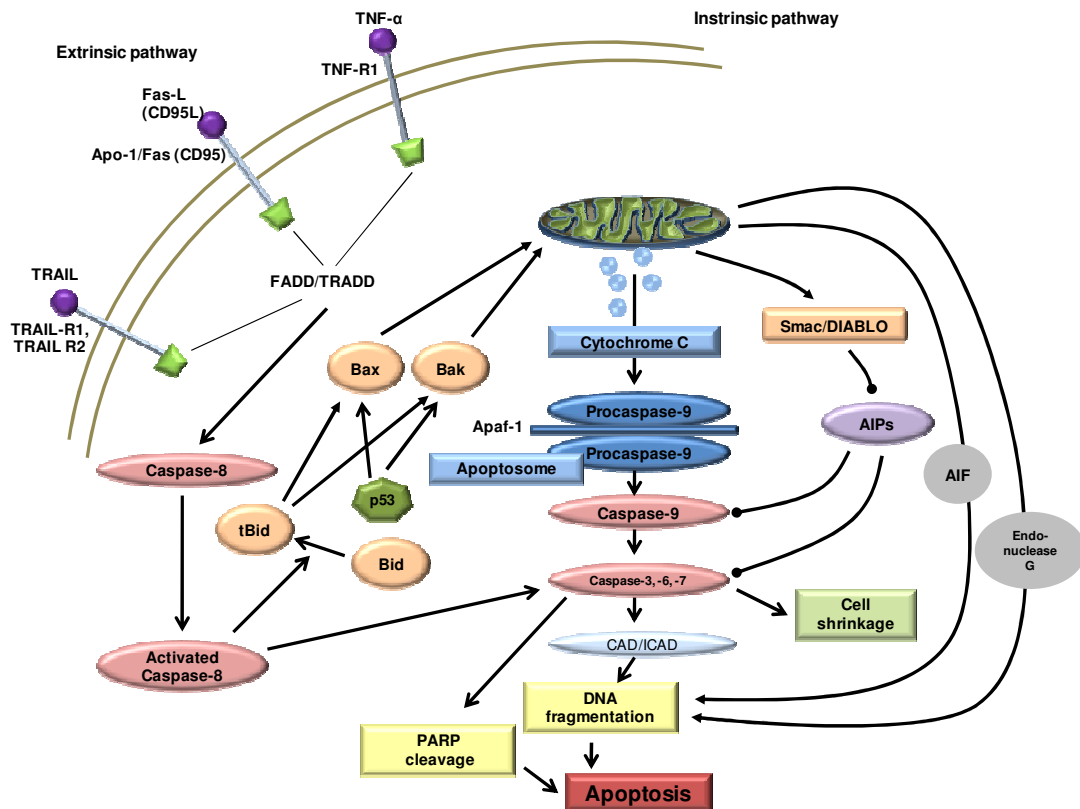 TNF-α
Instrinsic pathway
Extrinsic pathway
TNF-R1
Fas-L
(CD95L)
Apo-1/Fas (CD95)
TRAIL
FADD/TRADD
TRAIL-R1,
TRAIL R2
Smac/DIABLO
Cytochrome C
Bax
Bak
Procaspase-9
Apaf-1
AIPs
Procaspase-9
Apoptosome
Caspase-8
AIF
p53
Caspase-9
tBid
Endo-
nuclease
G
Bid
Caspase-3, -6, -7
Cell
shrinkage
CAD/ICAD
Activated
Caspase-8
DNA
fragmentation
PARP
cleavage
Apoptosis